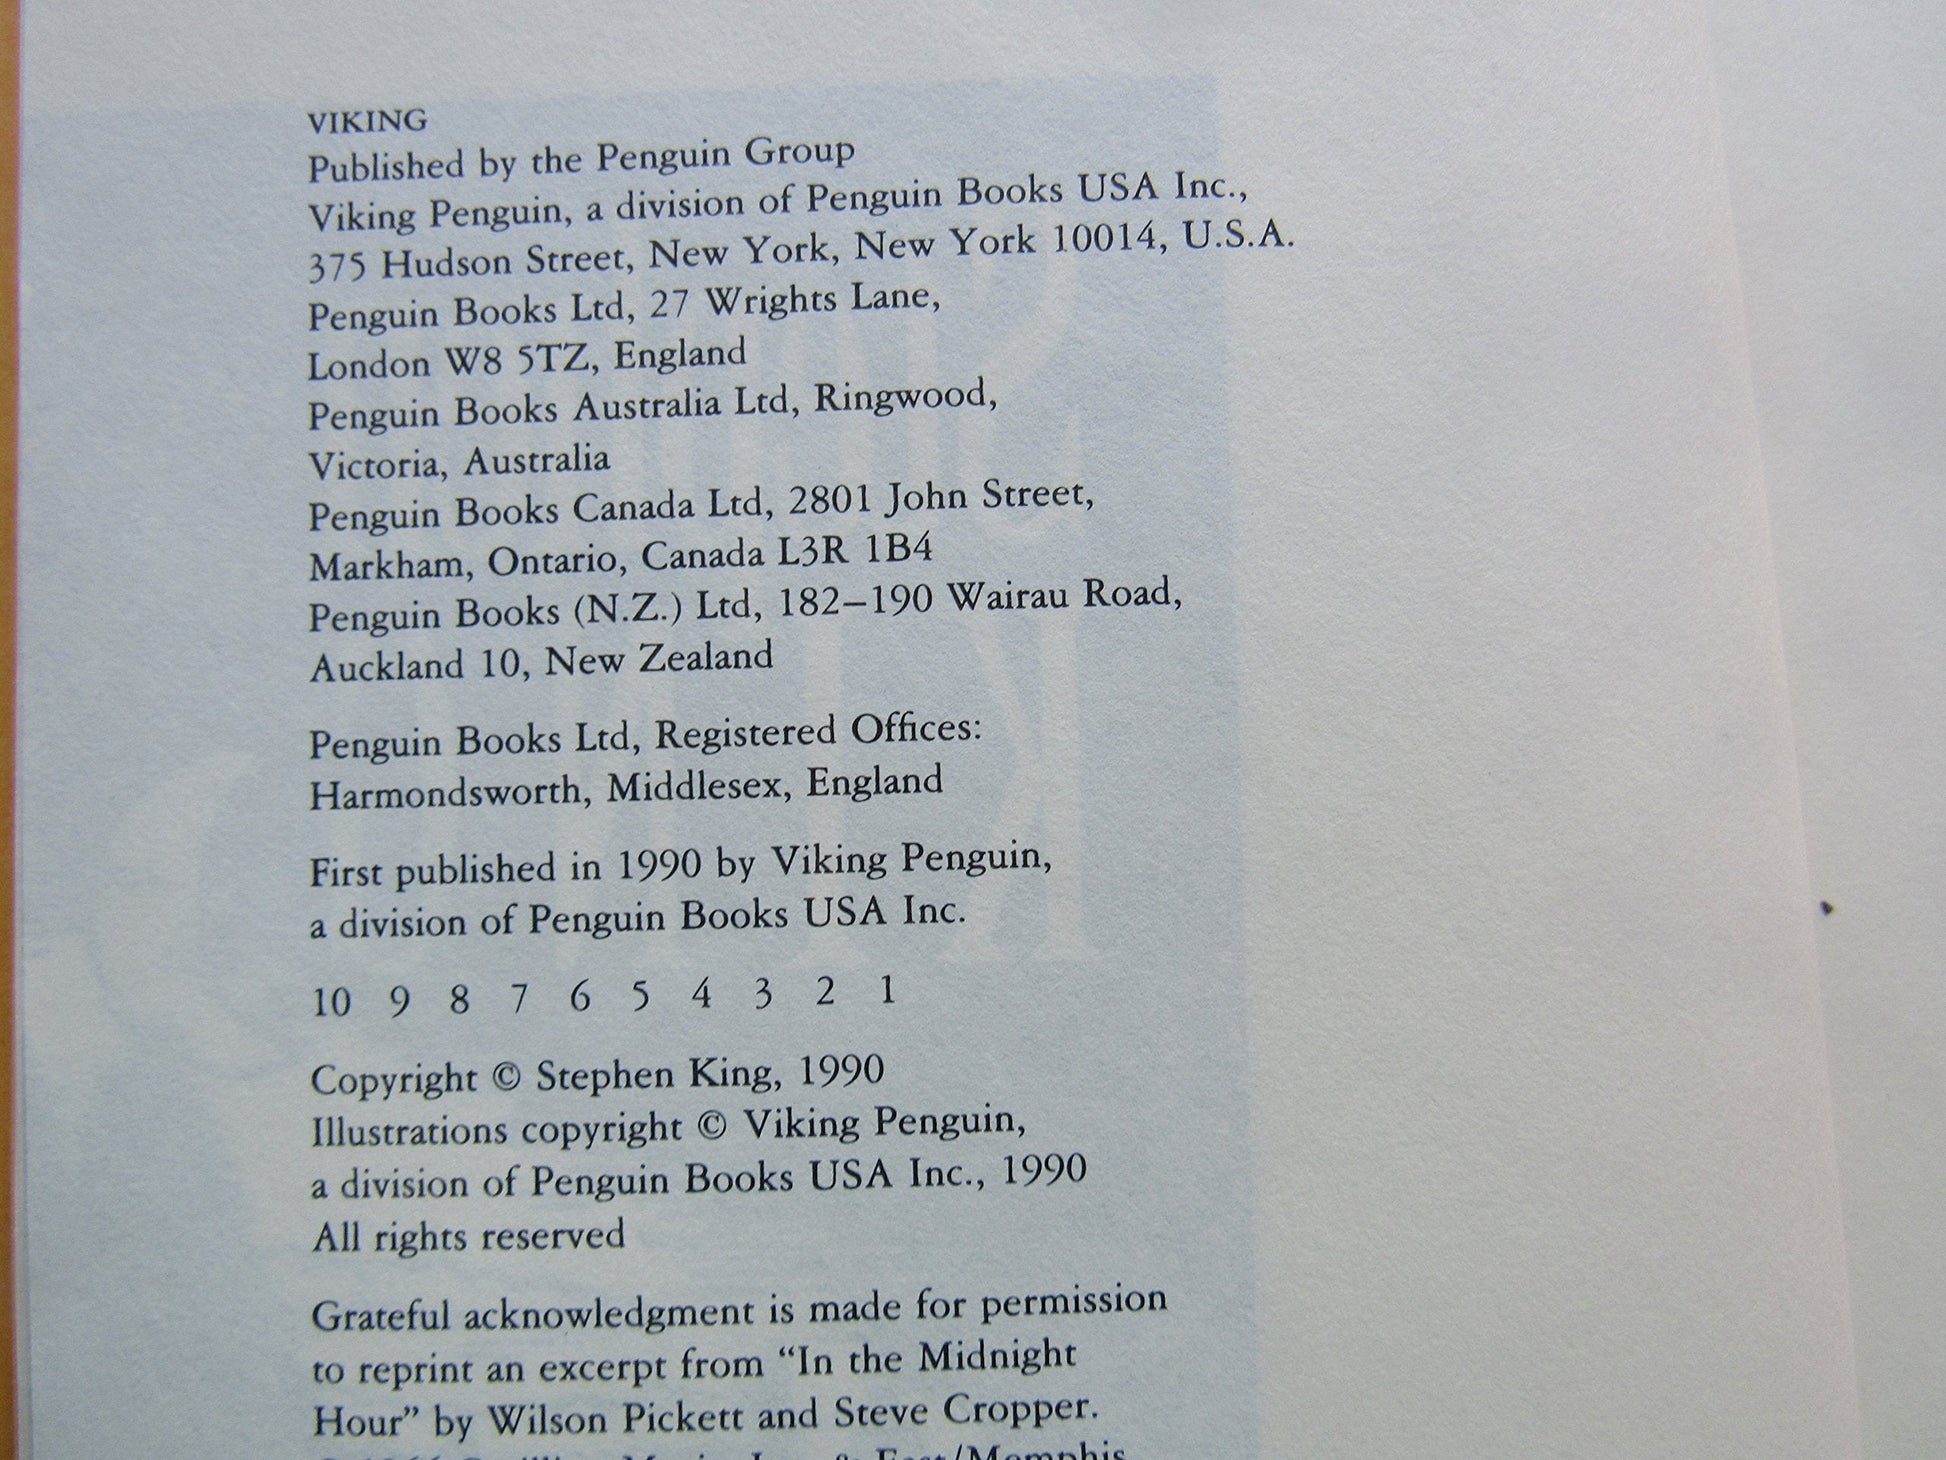 VIKING
Published by the Penguin Group
Viking Penguin, a division of Penguin Books USA Inc.,
375 Hudson Street, New York, New York 10014, U.S.A.
Penguin Books Ltd, 27 Wrights Lane,
London W8 5TZ, England
Penguin Books Australia Ltd, Ringwood,
Victoria, Australia
Penguin Books Canada Ltd, 2801 John Street,
Markham, Ontario, Canada L3R 1B4
Penguin Books (N.Z.) Ltd, 182–190 Wairau Road,
Auckland 10, New Zealand
Penguin Books Ltd, Registered Offices:
Harmondsworth, Middlesex, England
First published in 1990 by Viking Penguin,
a division of Penguin Books USA Inc.
10 9 8 7 6 5 4 3 2 1
Copyright © Stephen King, 1990
Illustrations copyright © Viking Penguin,
a division of Penguin Books USA Inc., 1990
All rights reserved
Grateful acknowledgment is made for permission
to reprint an excerpt from “In the Midnight
Hour” by Wilson Pickett and Steve Cropper.
& East/Memphis